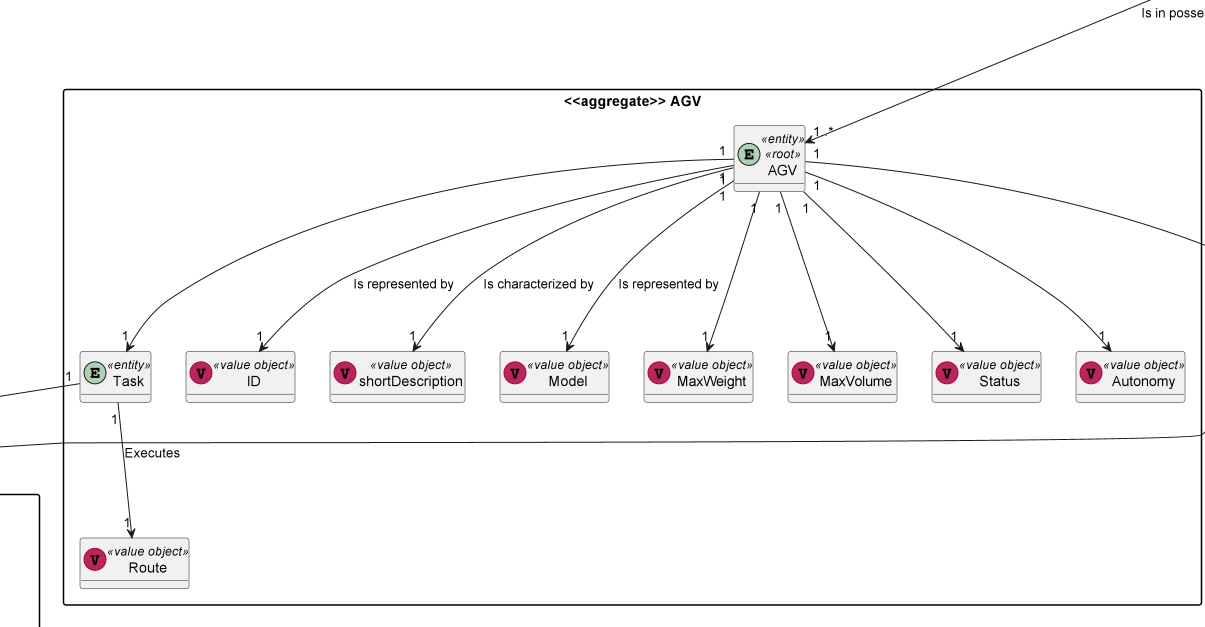 Is in posse
<<aggregate>> AGV
1..*
«entity»
«root»
E
AGV
1
1
1
1
1
1
1
1
1
Is represented by
Is characterized by
Is represented by
1
1
1
1
1
1
1
1
E
«entity»
Task
V
«value object»
ID
V
«value object»
shortDescription
V
«value object»
Model
V
«value object»
MaxWeight
V
«value object»
MaxVolume
V
«value object»
Status
V
«value object»
Autonomy
1
1
Executes
1
V
«value object»
Route